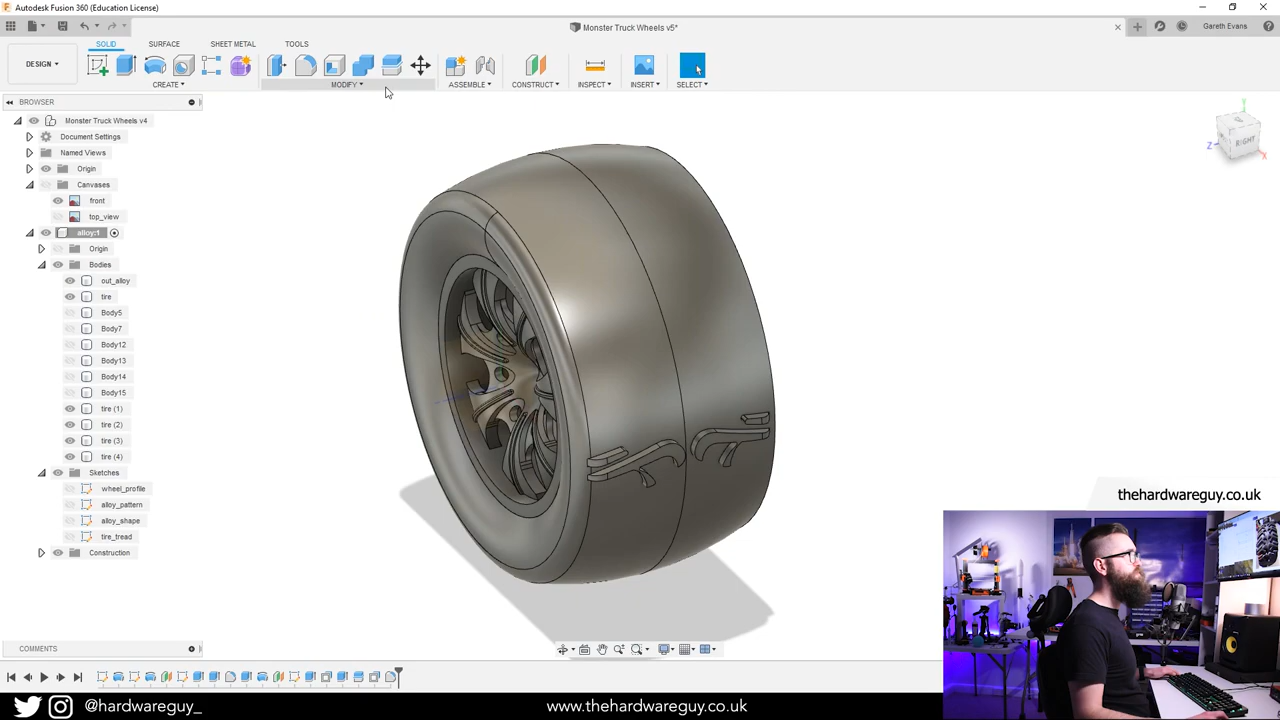 Autodesk Fusion 360 (Education License)
Monster Truck Wheels v5*
Gareth Evans
SOLID SURFACE SHEET METAL TOOLS
DESIGN
CREATE MODIFY ASSEMBLE CONSTRUCT INSPECT INSERT SELECT
BROWSER
Monster Truck Wheels v4
Document Settings
Named Views
Origin
Canvases
front
top_view
alloy:1
Origin
Bodies
out_alloy
tire
Body5
Body7
Body12
Body13
Body14
Body15
tire (1)
tire (2)
tire (3)
tire (4)
Sketches
wheel_profile
alloy_pattern
alloy_shape
tire_tread
Construction
Z
Y
X
RIGHT
thehardwareguy.co.uk
COMMENTS
@hardwareguy_
www.thehardwareguy.co.uk